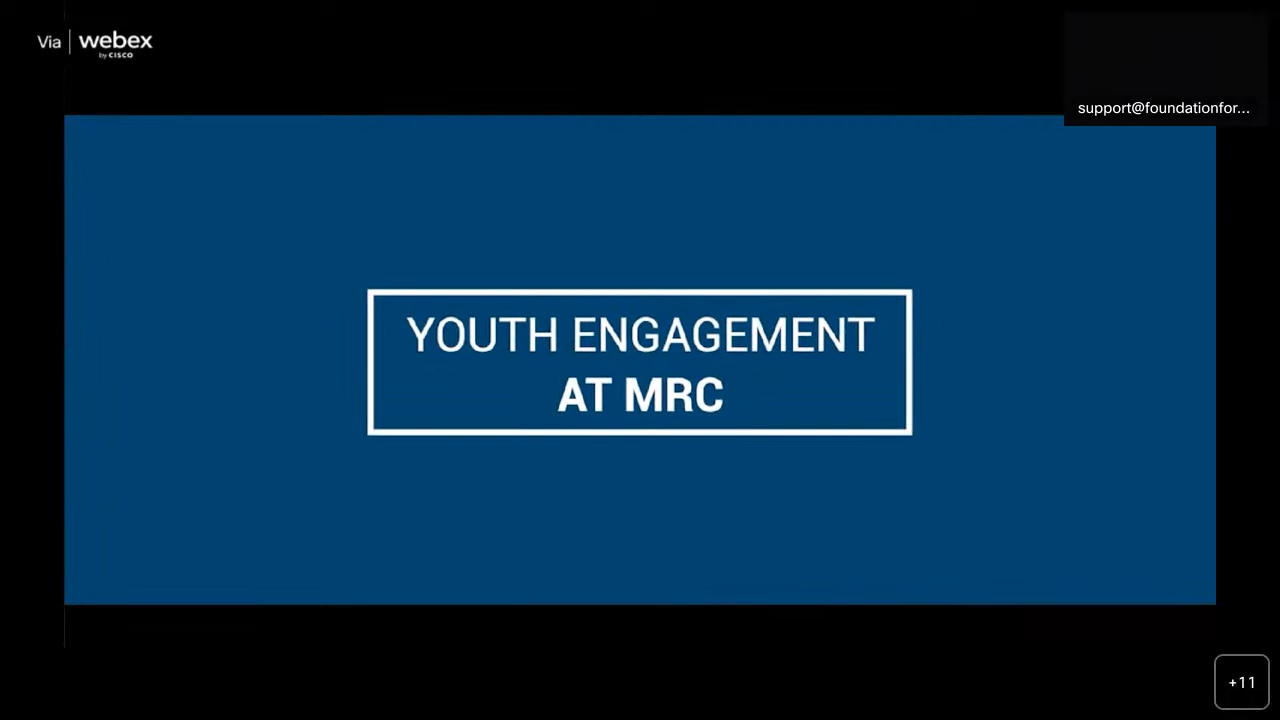 Via webex
by CISCO
support@foundationfor...
YOUTH ENGAGEMENT
AT MRC
+11